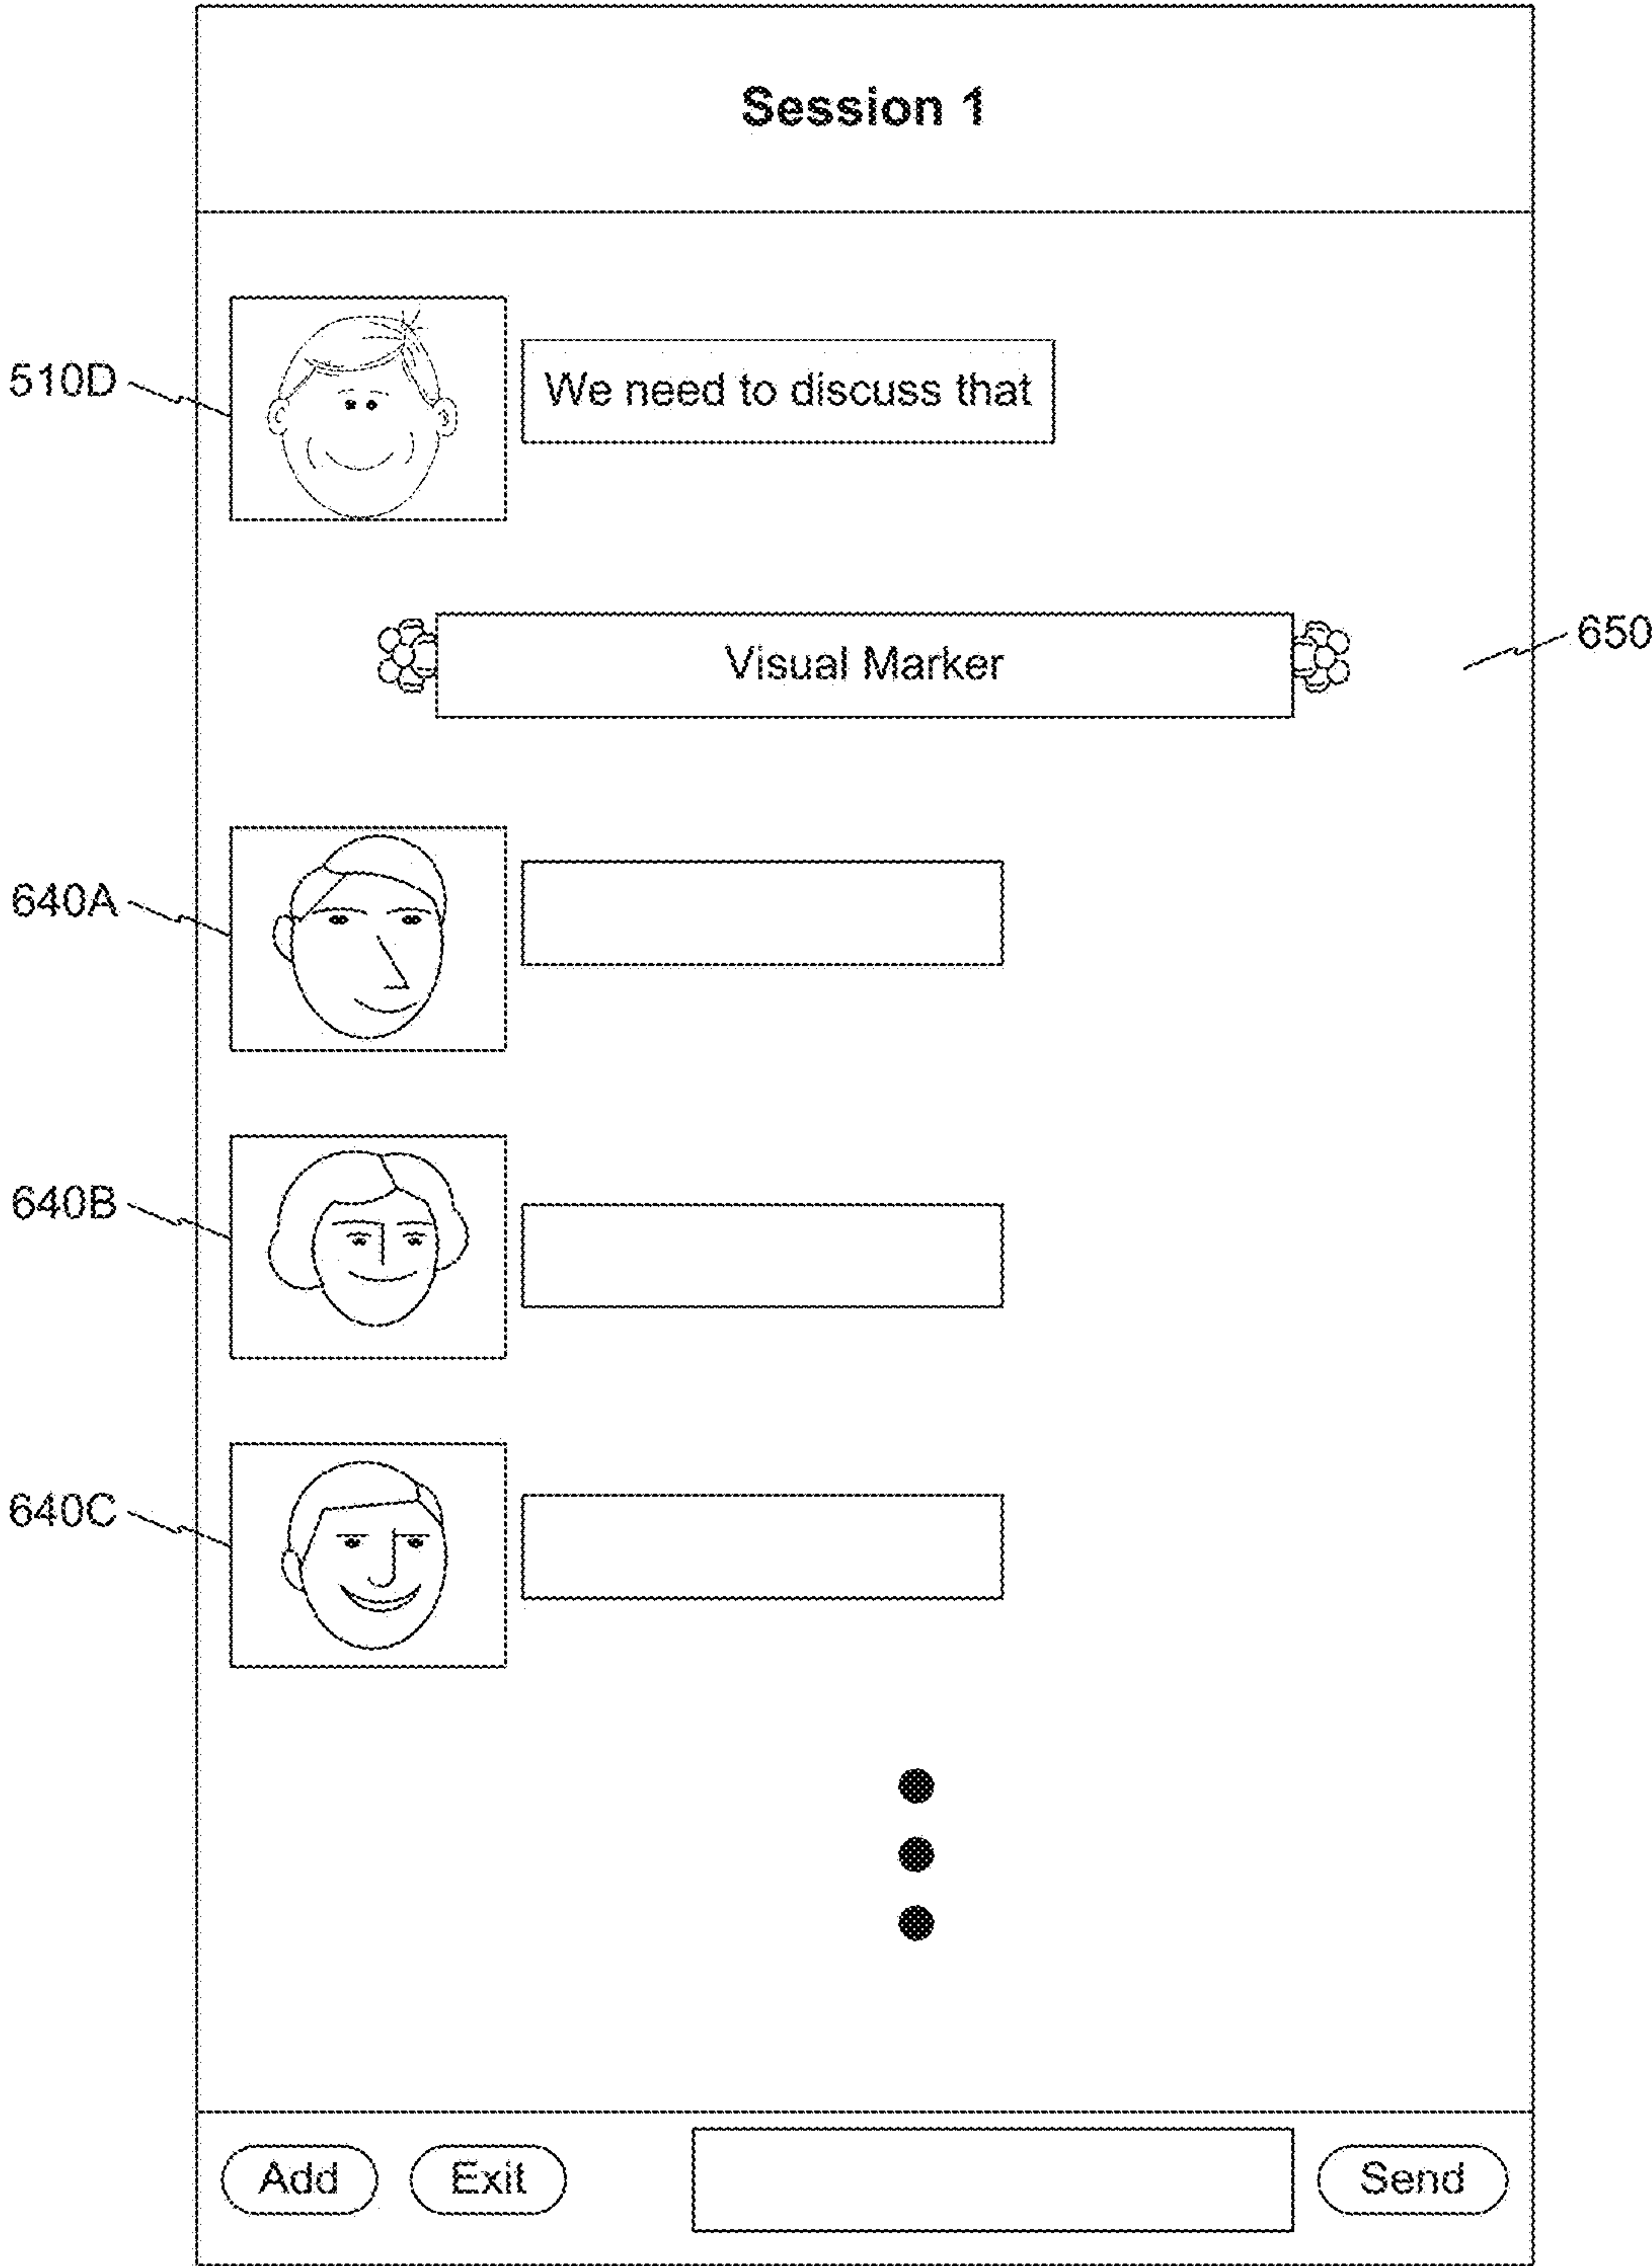 Session 1
510D
We need to discuss that
Visual Marker
650
640A
640B
640C
Add Exit Send